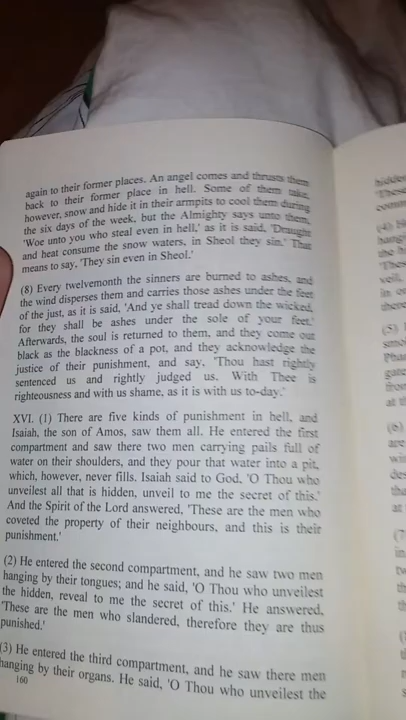 again to their former places. An angel comes and thrusts them
back to their former place in hell. Some of them take,
however, snow and hide it in their armpits to cool them during
the six days of the week, but the Almighty says unto them,
'Woe unto you who steal even in hell,' as it is said, 'Draught
and heat consume the snow waters, in Sheol they sin.' That
means to say, 'They sin even in Sheol.'
(8) Every twelvemonth the sinners are burned to ashes, and
the wind disperses them and carries those ashes under the feet
of the just, as it is said, 'And ye shall tread down the wicked,
for they shall be ashes under the sole of your feet.'
Afterwards, the soul is returned to them, and they come out
black as the blackness of a pot, and they acknowledge the
justice of their punishment, and say, 'Thou hast rightly
sentenced us and rightly judged us. With Thee is
righteousness and with us shame, as it is with us to-day.'
XVI. (1) There are five kinds of punishment in hell, and
Isaiah, the son of Amos, saw them all. He entered the first
compartment and saw there two men carrying pails full of
water on their shoulders, and they pour that water into a pit,
which, however, never fills. Isaiah said to God, 'O Thou who
unveilest all that is hidden, unveil to me the secret of this.'
And the Spirit of the Lord answered, 'These are the men who
coveted the property of their neighbours, and this is their
punishment.'
(2) He entered the second compartment, and he saw two men
hanging by their tongues; and he said, 'O Thou who unveilest
the hidden, reveal to me the secret of this.' He answered,
'These are the men who slandered, therefore they are thus
punished.'
(3) He entered the third compartment, and he saw there men
hanging by their organs. He said, 'O Thou who unveilest the
160